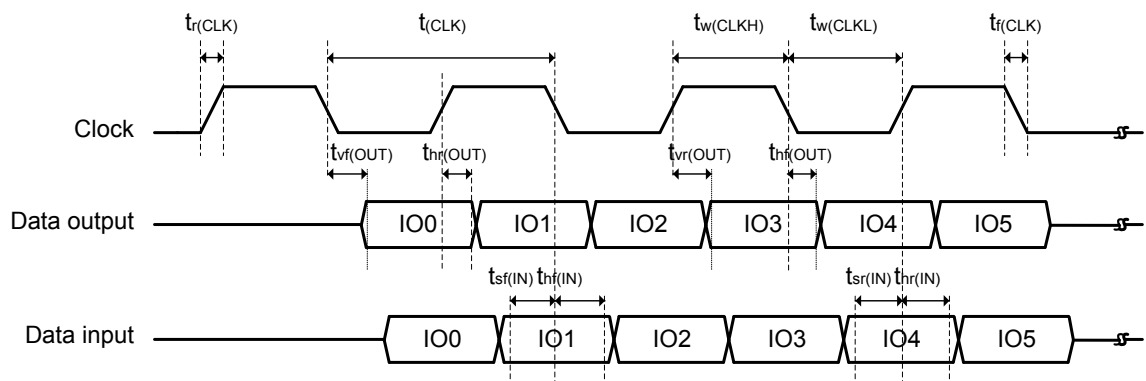 tr(CLK) t(CLK) tw(CLKH) tw(CLKL) tf(CLK)
Clock
tvf(OUT) thr(OUT) tvr(OUT) thf(OUT)
Data output IO0 IO1 IO2 IO3 IO4 IO5
tsf(IN) thf(IN) tsr(IN) thr(IN)
Data input IO0 IO1 IO2 IO3 IO4 IO5